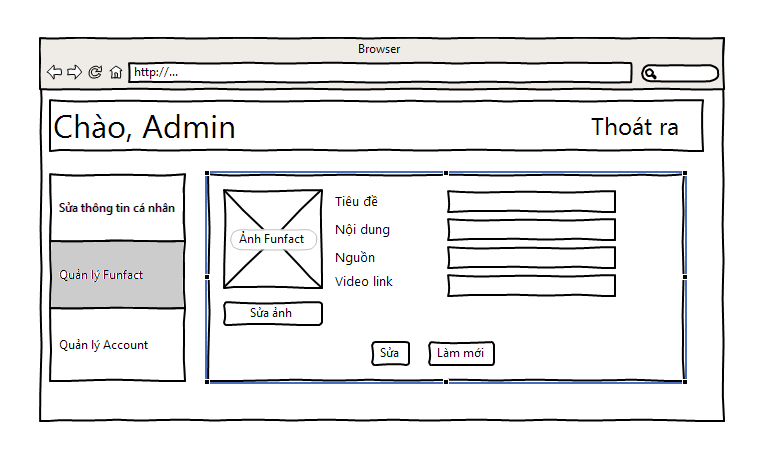 Browser
http://...
Chào, Admin
Thoát ra
Sửa thông tin cá nhân
Quản lý Funfact
Quản lý Account
Ảnh Funfact
Sửa ảnh
Tiêu đề
Nội dung
Nguồn
Video link
Sửa
Làm mới